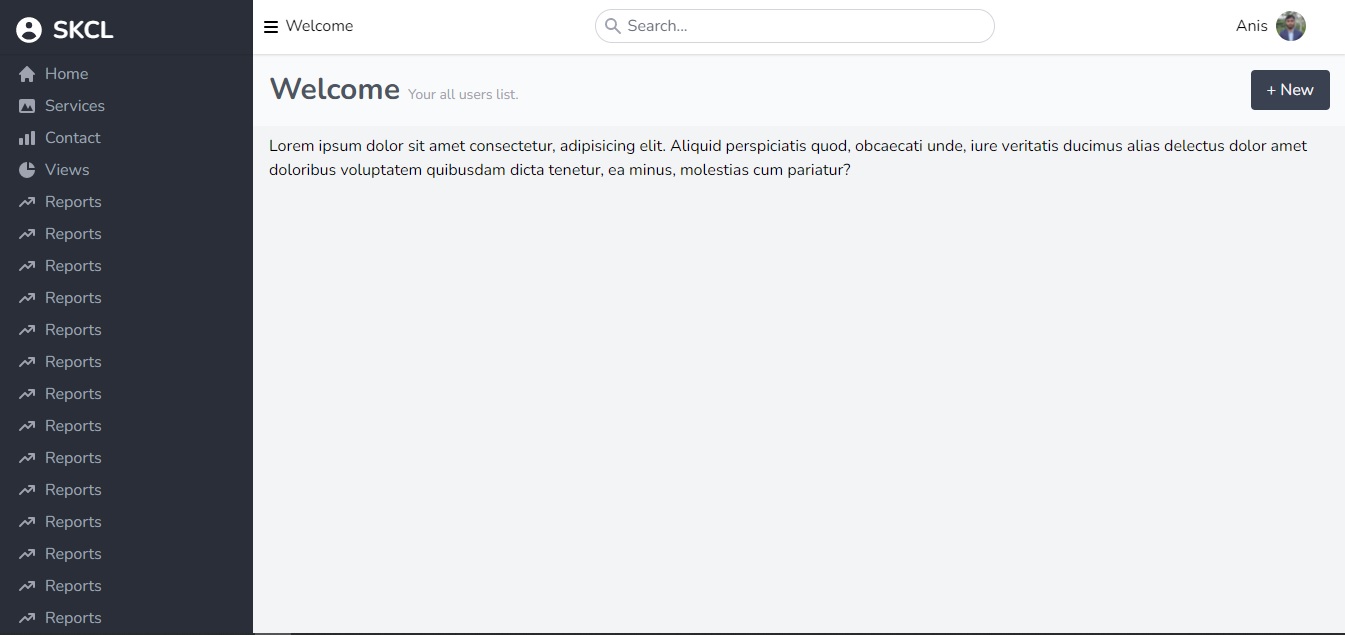 SKCL
Home
Services
Contact
Views
Reports
Reports
Reports
Reports
Reports
Reports
Reports
Reports
Reports
Reports
Reports
Reports
Reports
Reports
Welcome
Search...
Anis
Welcome Your all users list.
+ New
Lorem ipsum dolor sit amet consectetur, adipisicing elit. Aliquid perspiciatis quod, obcaecati unde, iure veritatis ducimus alias delectus dolor amet
doloribus voluptatem quibusdam dicta tenetur, ea minus, molestias cum pariatur?